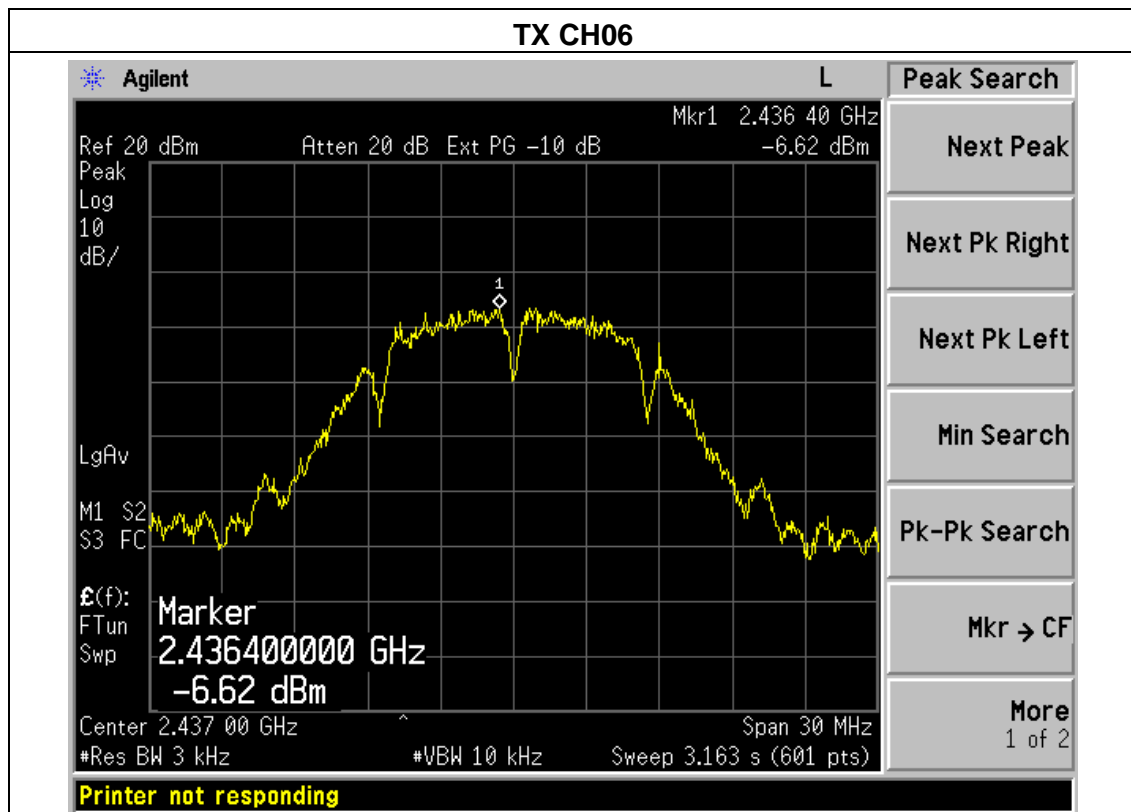 TX CH06
Agilent L Peak Search
Mkr1 2.436 40 GHz
Ref 20 dBm Atten 20 dB Ext PG -10 dB -6.62 dBm
Peak
Log
10
dB/
1
LgAv
M1 S2
S3 FC
£(f):
FTun
Swp
Marker
2.436400000 GHz
-6.62 dBm
Center 2.437 00 GHz ^ Span 30 MHz
#Res BW 3 kHz #VBW 10 kHz Sweep 3.163 s (601 pts)
Printer not responding
Next Peak
Next Pk Right
Next Pk Left
Min Search
Pk-Pk Search
Mkr → CF
More
1 of 2